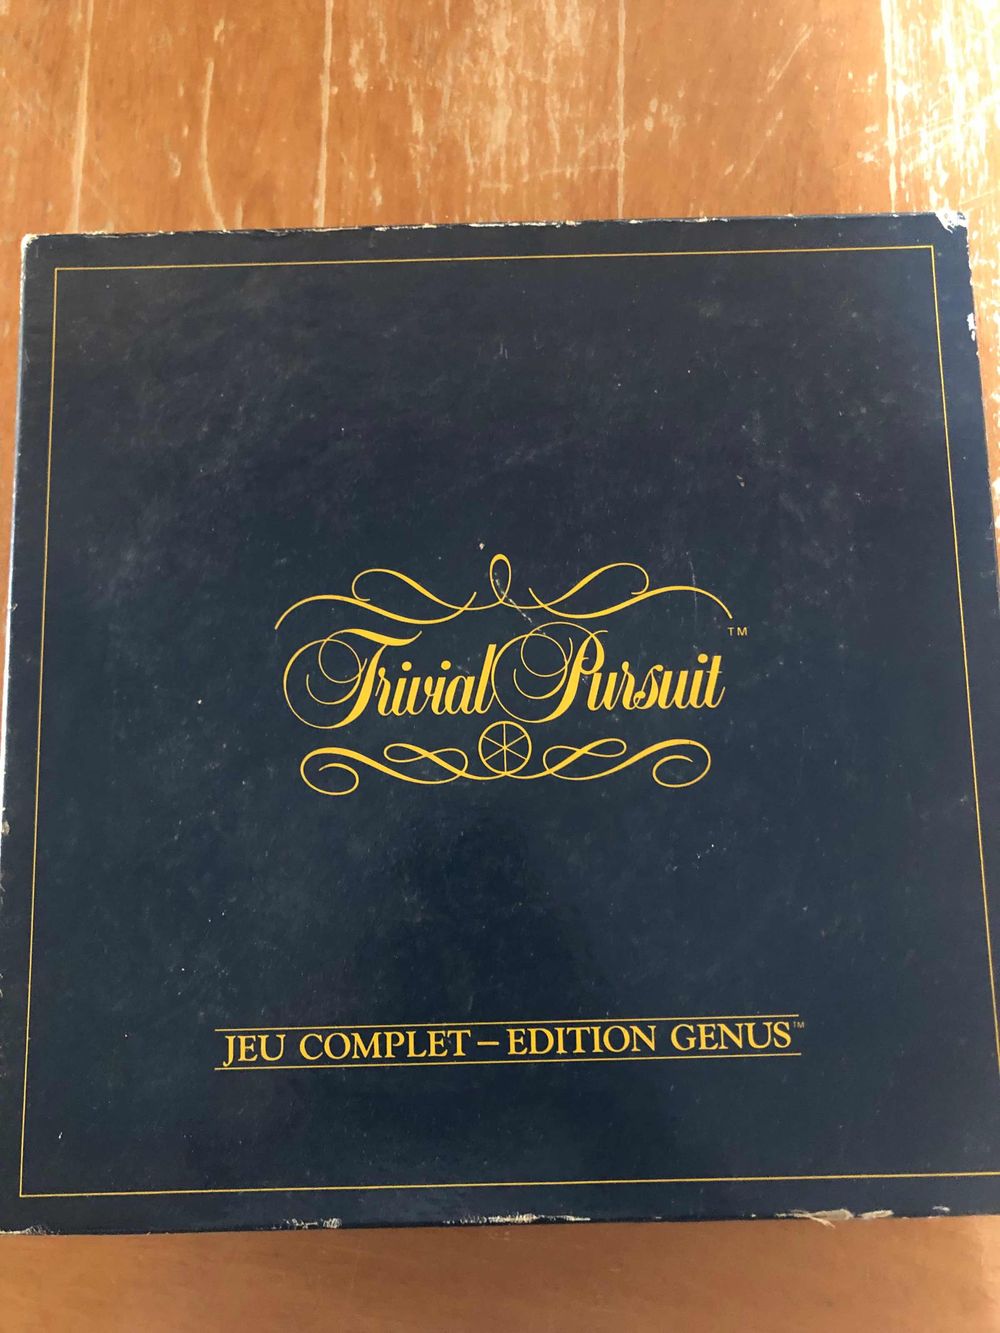 Trivial Pursuit™
JEU COMPLET – EDITION GENUS™